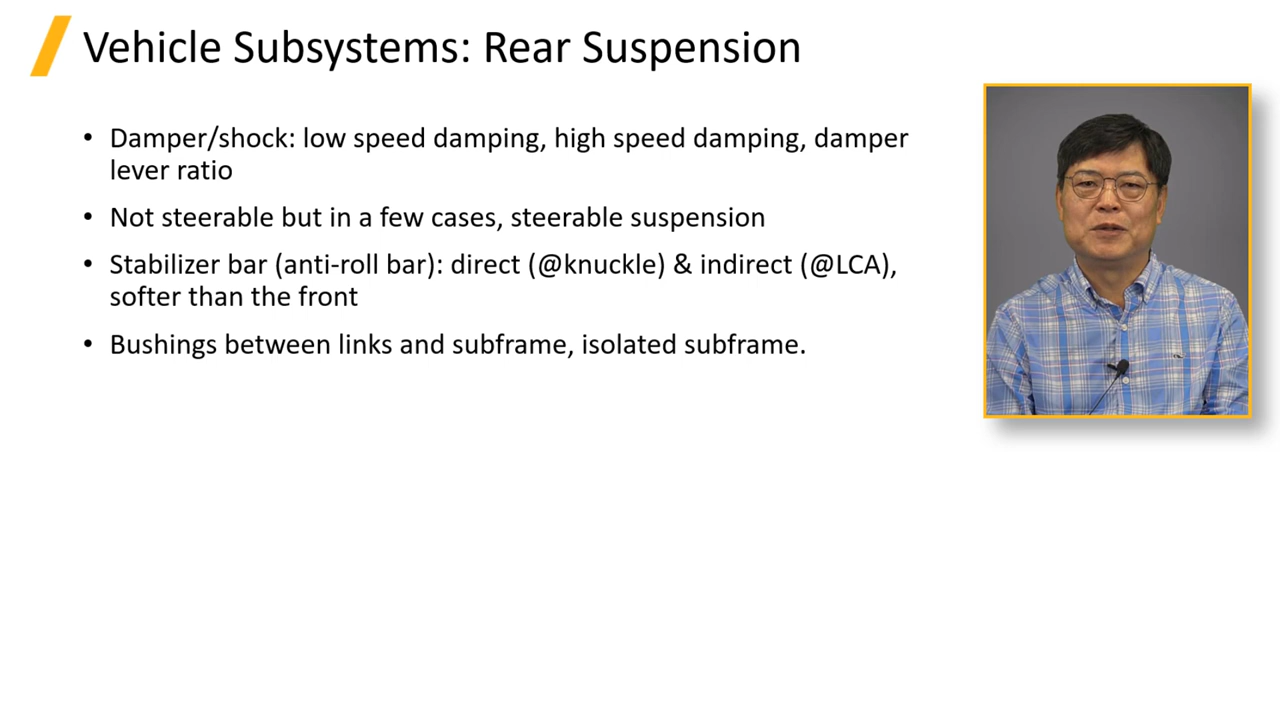 Vehicle Subsystems: Rear Suspension
• Damper/shock: low speed damping, high speed damping, damper
lever ratio
• Not steerable but in a few cases, steerable suspension
• Stabilizer bar (anti-roll bar): direct (@knuckle) & indirect (@LCA),
softer than the front
• Bushings between links and subframe, isolated subframe.